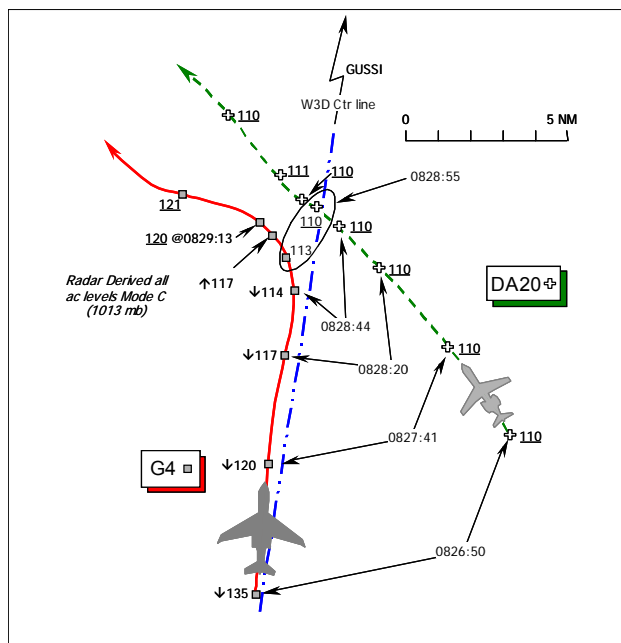 GUSSI
W3D Ctr line
0
5 NM
110
111
110
0828:55
121
110
110
120 @0829:13
113
110
Radar Derived all
ac levels Mode C
(1013 mb)
↑117
DA20
↓114
0828:44
↓117
110
0828:20
0827:41
110
G4
↓120
0826:50
↓135